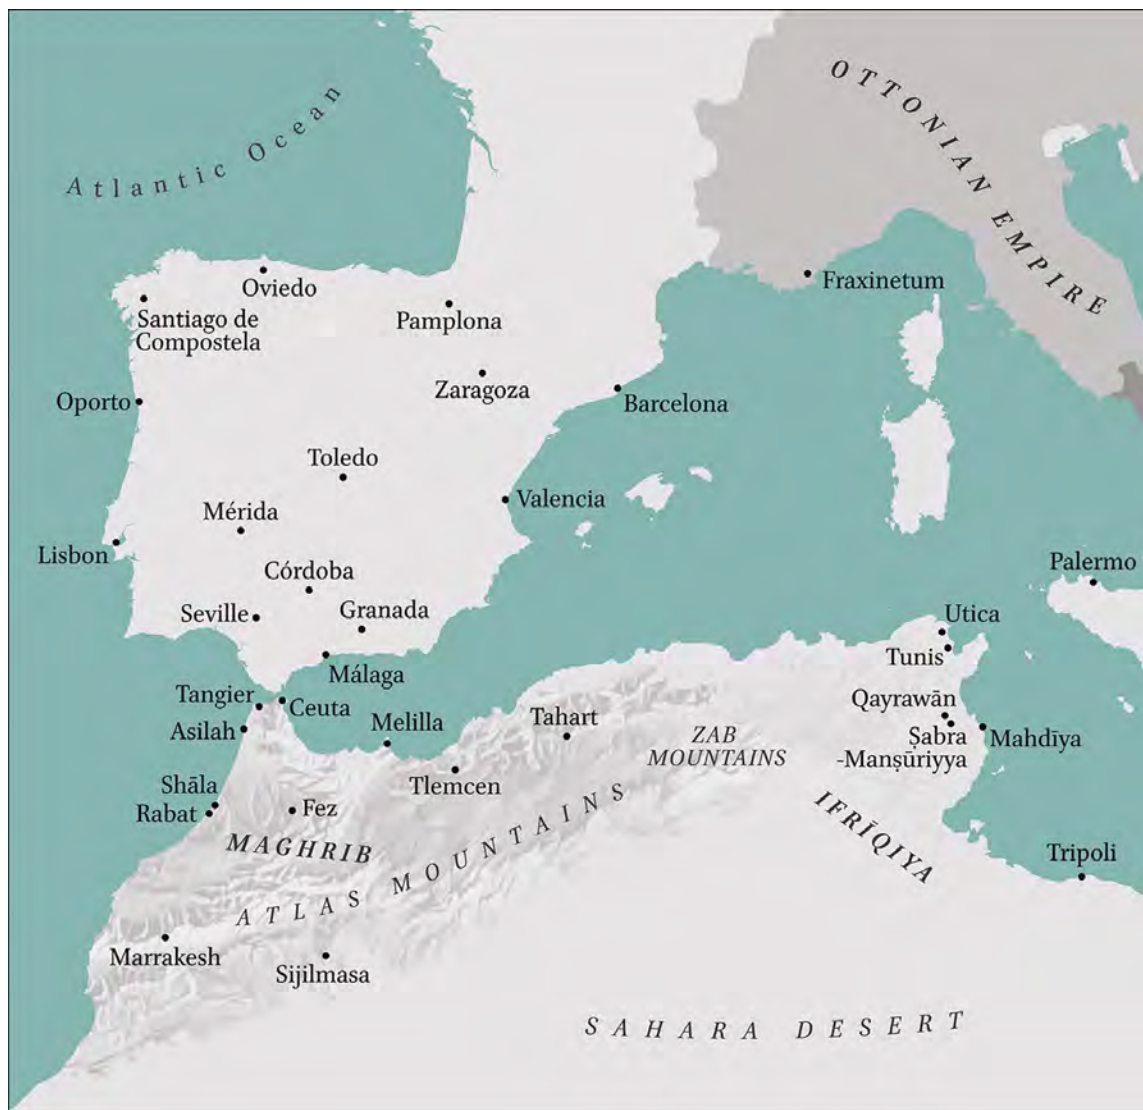 OTTONIAN EMPIRE
Atlantic Ocean
Oviedo
Fraxinetum
Santiago de
Compostela
Pamplona
Zaragoza
Oporto
Barcelona
Toledo
Valencia
Mérida
Lisbon
Córdoba
Palermo
Seville
Granada
Utica
Tunis
Málaga
Tangier
Ceuta
Qayrawān
Asilah
Melilla
Tahart
ZAB
MOUNTAINS
Ṣabra
-Manṣūriyya
Mahdīya
Tlemcen
Shāla
Rabat
Fez
IFRĪQIYA
MAGHRIB
ATLAS MOUNTAINS
Tripoli
Marrakesh
Sijilmasa
SAHARA DESERT